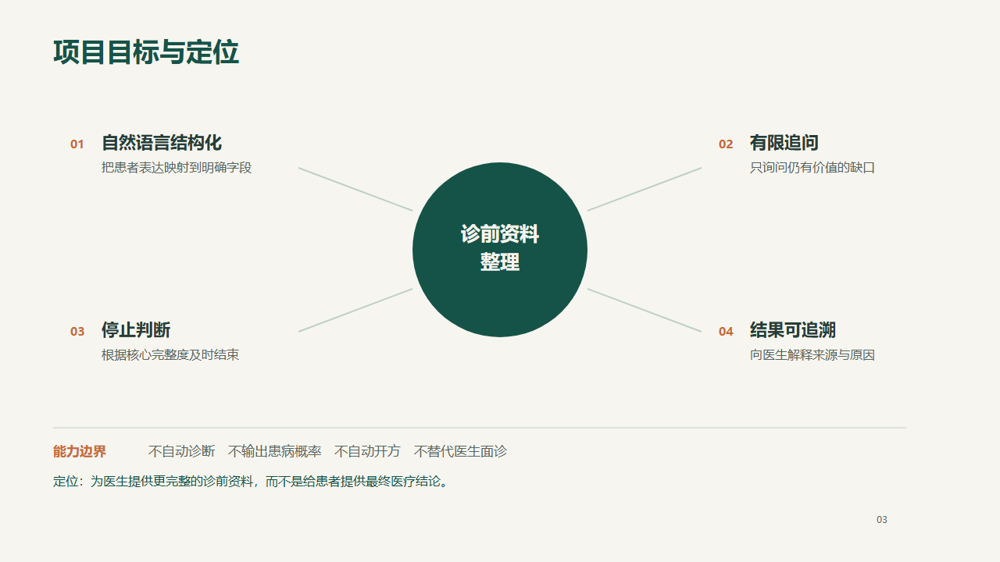 项目目标与定位
01 自然语言结构化
把患者表达映射到明确字段
02 有限追问
只询问仍有价值的缺口
诊前资料
整理
03 停止判断
根据核心完整度及时结束
04 结果可追溯
向医生解释来源与原因
能力边界 不自动诊断 不输出患病概率 不自动开方 不替代医生面诊
定位：为医生提供更完整的诊前资料，而不是给患者提供最终医疗结论。
03